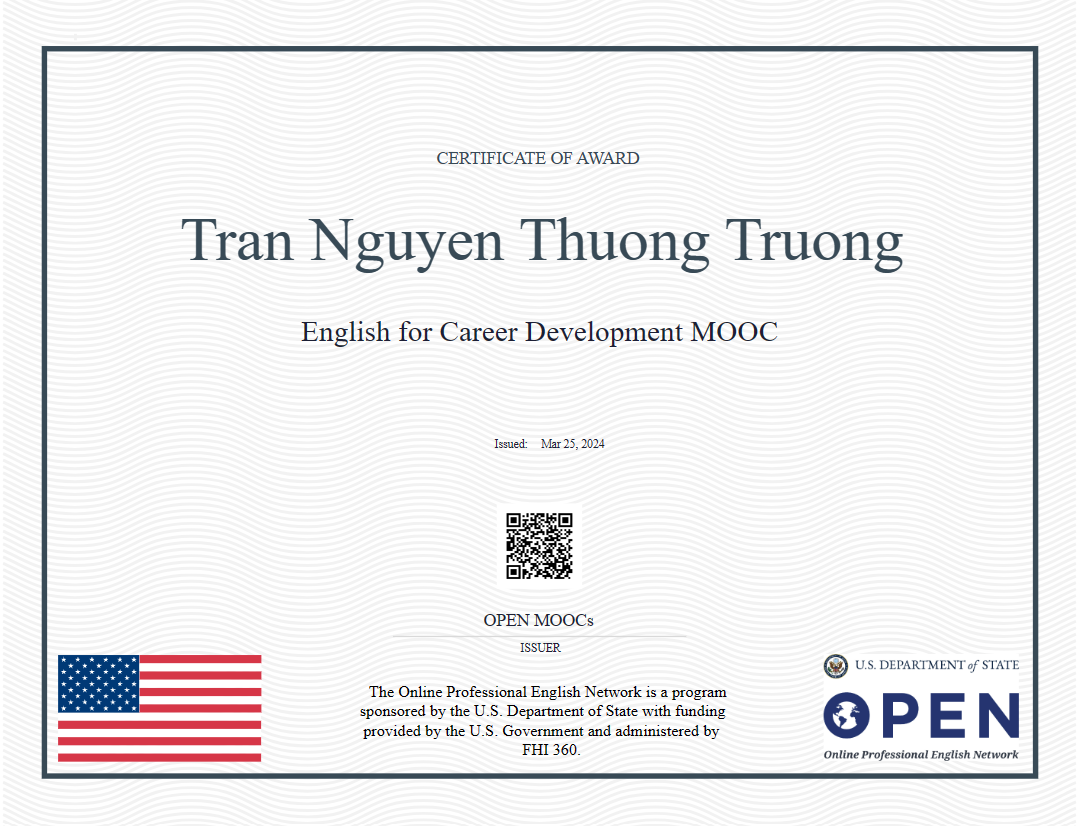 CERTIFICATE OF AWARD
Tran Nguyen Thuong Truong
English for Career Development MOOC
Issued: Mar 25, 2024
OPEN MOOCs
ISSUER
The Online Professional English Network is a program
sponsored by the U.S. Department of State with funding
provided by the U.S. Government and administered by
FHI 360.
U.S. DEPARTMENT of STATE
OPEN
Online Professional English Network